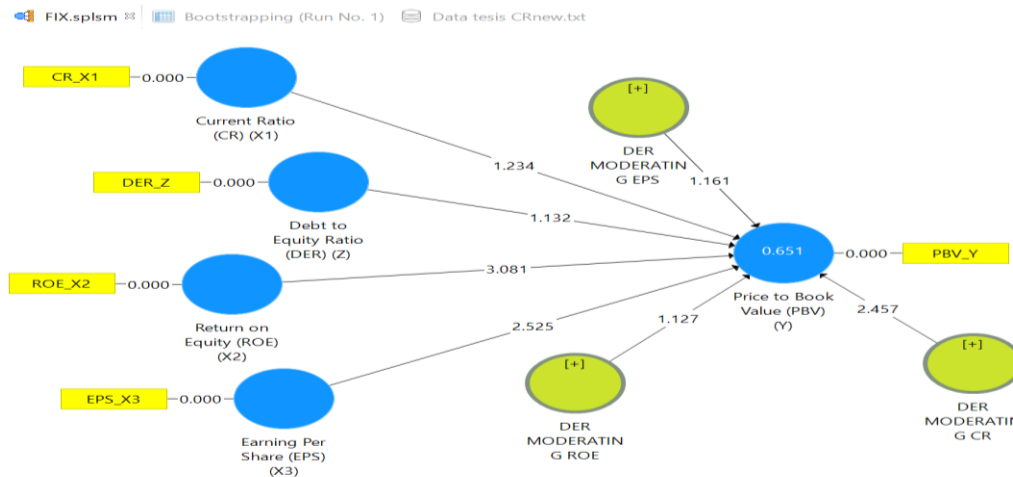 FIX.splsm Bootstrapping (Run No. 1) Data tesis CRnew.txt
CR_X1
0.000
Current Ratio
(CR) (X1)
1.234
[+]
DER
MODERATIN
G EPS
1.161
DER_Z
0.000
Debt to
Equity Ratio
(DER) (Z)
1.132
0.651
0.000
PBV_Y
Price to Book
Value (PBV)
(Y)
ROE_X2
0.000
Return on
Equity (ROE)
(X2)
3.081
2.525
1.127
2.457
[+]
DER
MODERATIN
G ROE
[+]
DER
MODERATIN
G CR
EPS_X3
0.000
Earning Per
Share (EPS)
(X3)